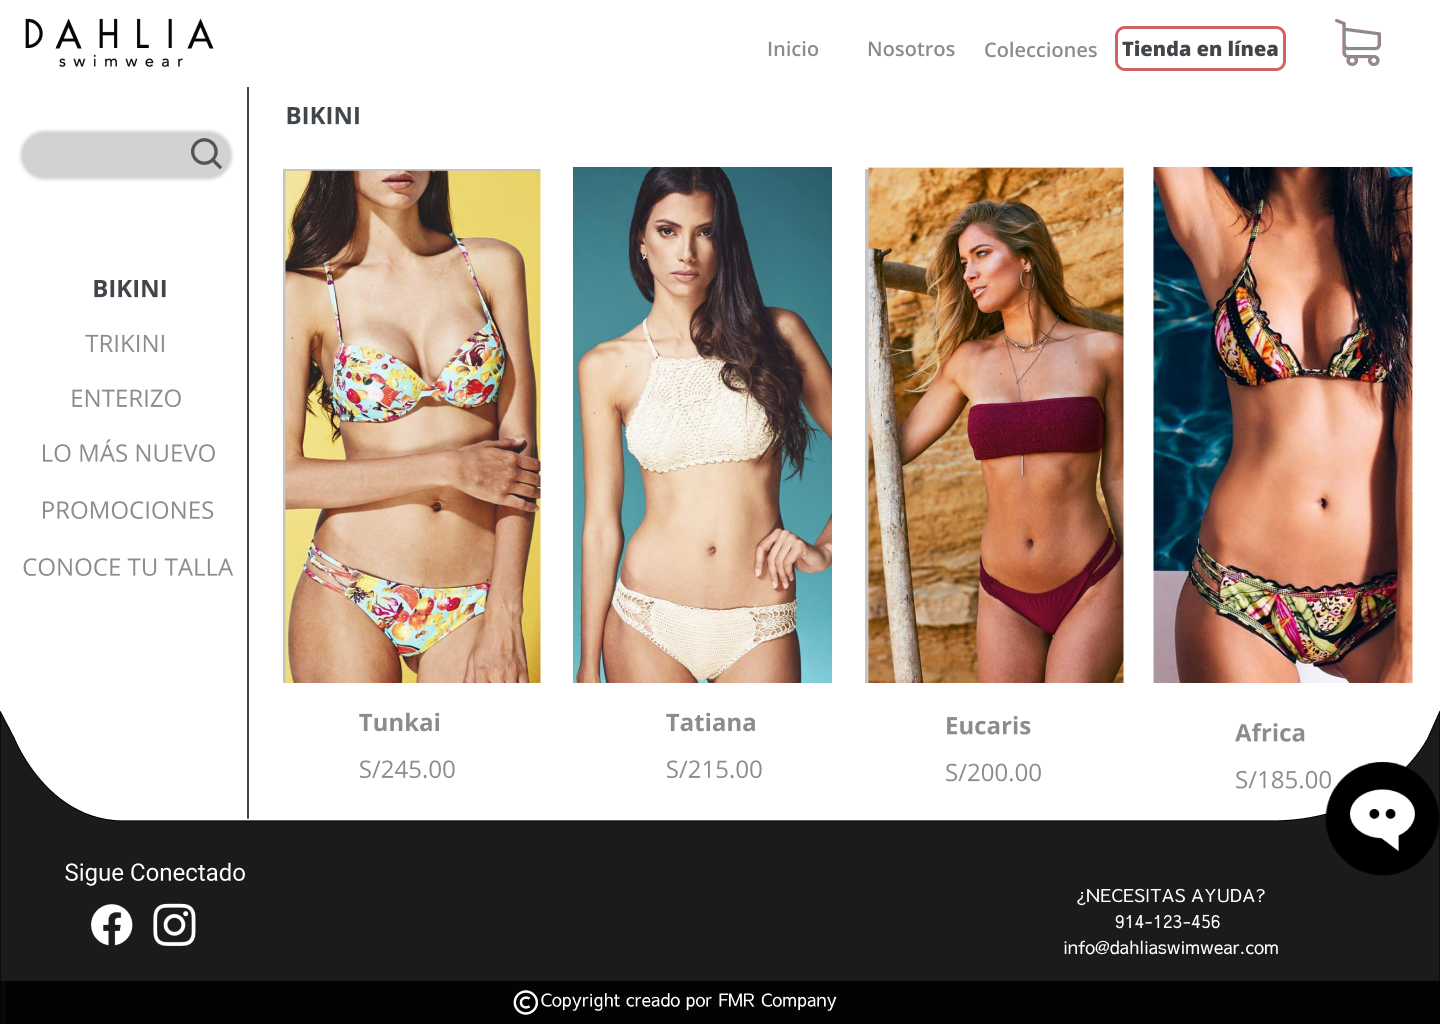 DAHLIA
swimwear
Inicio
Nosotros
Colecciones
Tienda en línea
BIKINI
BIKINI
TRIKINI
ENTERIZO
LO MÁS NUEVO
PROMOCIONES
CONOCE TU TALLA
Tunkai
S/245.00
Tatiana
S/215.00
Eucaris
S/200.00
Africa
S/185.00
Sigue Conectado
¿NECESITAS AYUDA?
914-123-456
info@dahliaswimwear.com
©Copyright creado por FMR Company